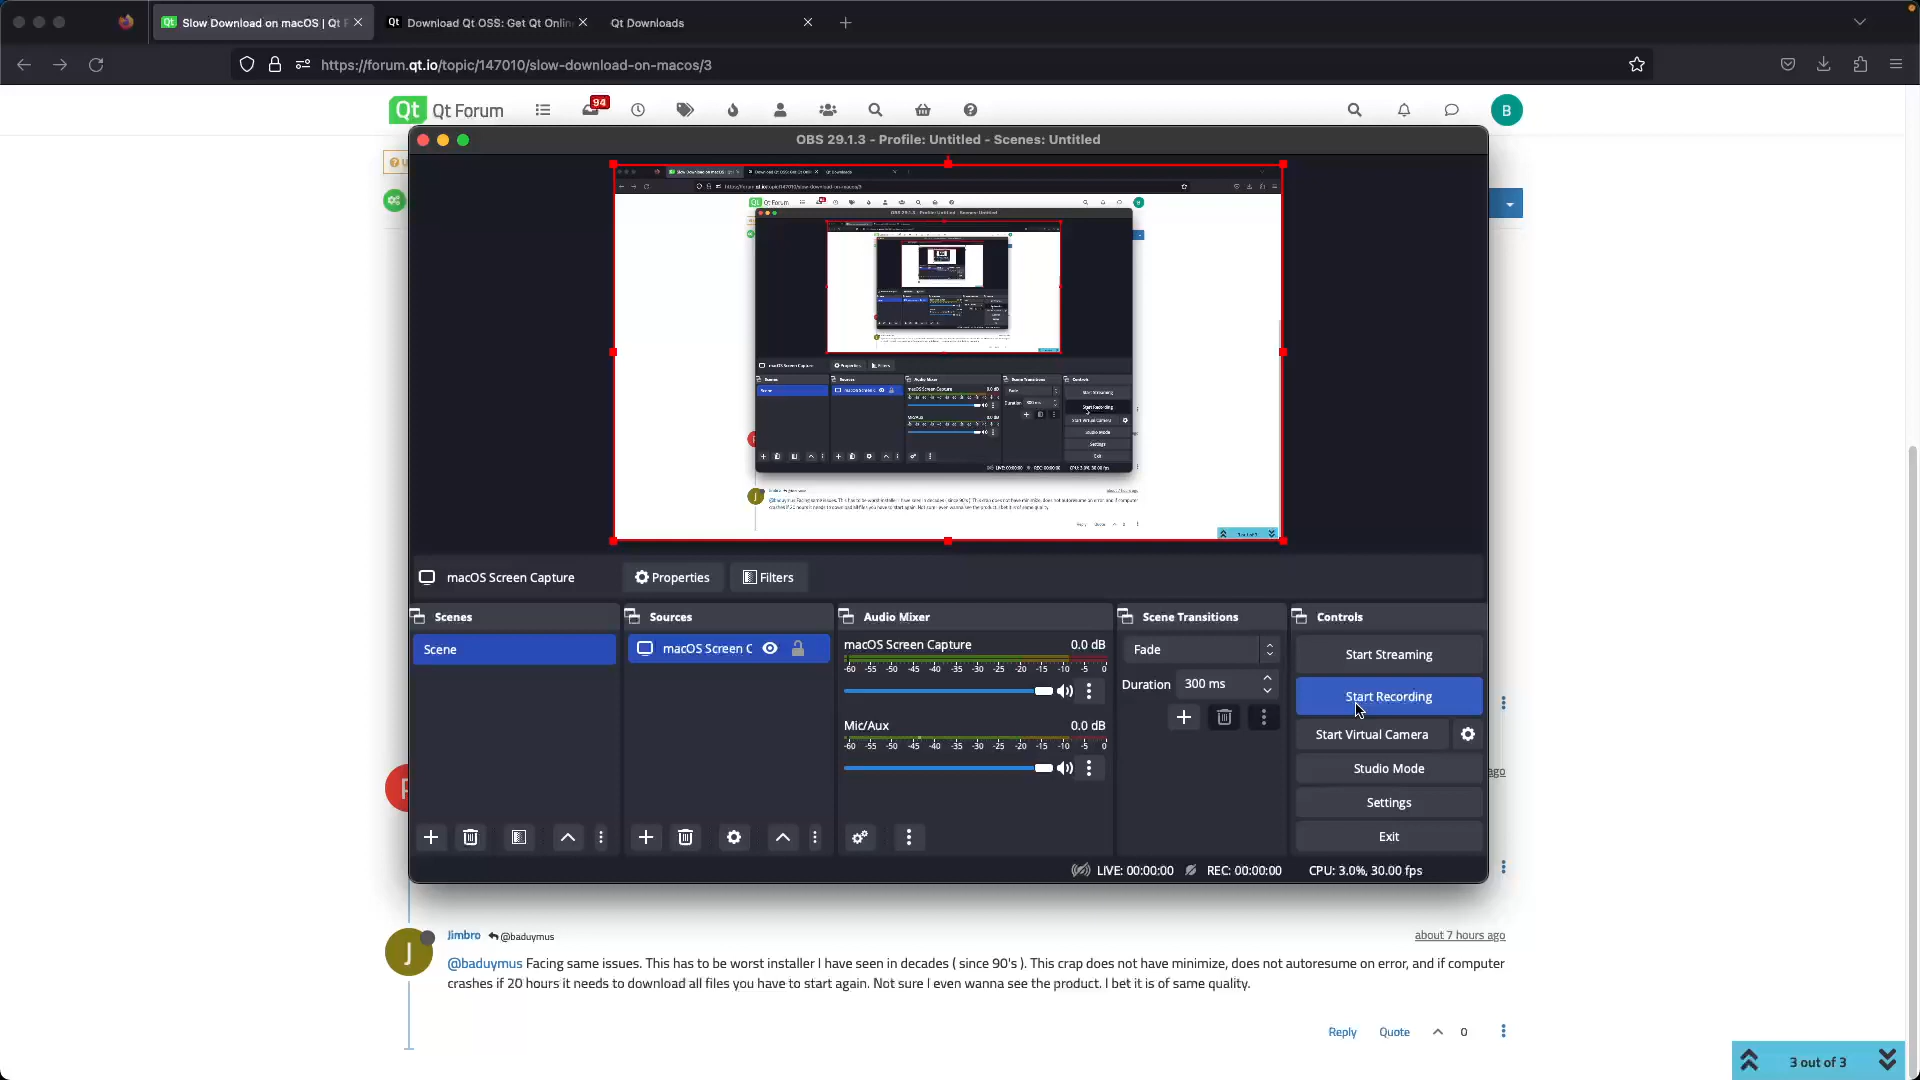 Slow Download on macOS | Qt F
Qt Download Qt OSS: Get Qt Onlin
Qt Downloads
https://forum.qt.io/topic/147010/slow-download-on-macos/3
Qt Qt Forum
94
B
OBS 29.1.3 - Profile: Untitled - Scenes: Untitled
macOS Screen Capture
Properties
Filters
Scenes
Sources
Audio Mixer
Scene Transitions
Controls
Scene
macOS Screen C
macOS Screen Capture 0.0 dB
-60 -55 -50 -45 -40 -35 -30 -25 -20 -15 -10 -5 0
Mic/Aux 0.0 dB
-60 -55 -50 -45 -40 -35 -30 -25 -20 -15 -10 -5 0
Fade
Duration 300 ms
Start Streaming
Start Recording
Start Virtual Camera
Studio Mode
Settings
Exit
ago
LIVE: 00:00:00 REC: 00:00:00 CPU: 3.0%, 30.00 fps
J
Jimbro @baduymus
about 7 hours ago
@baduymus Facing same issues. This has to be worst installer I have seen in decades ( since 90's ). This crap does not have minimize, does not autoresume on error, and if computer
crashes if 20 hours it needs to download all files you have to start again. Not sure I even wanna see the product. I bet it is of same quality.
Reply Quote 0
3 out of 3